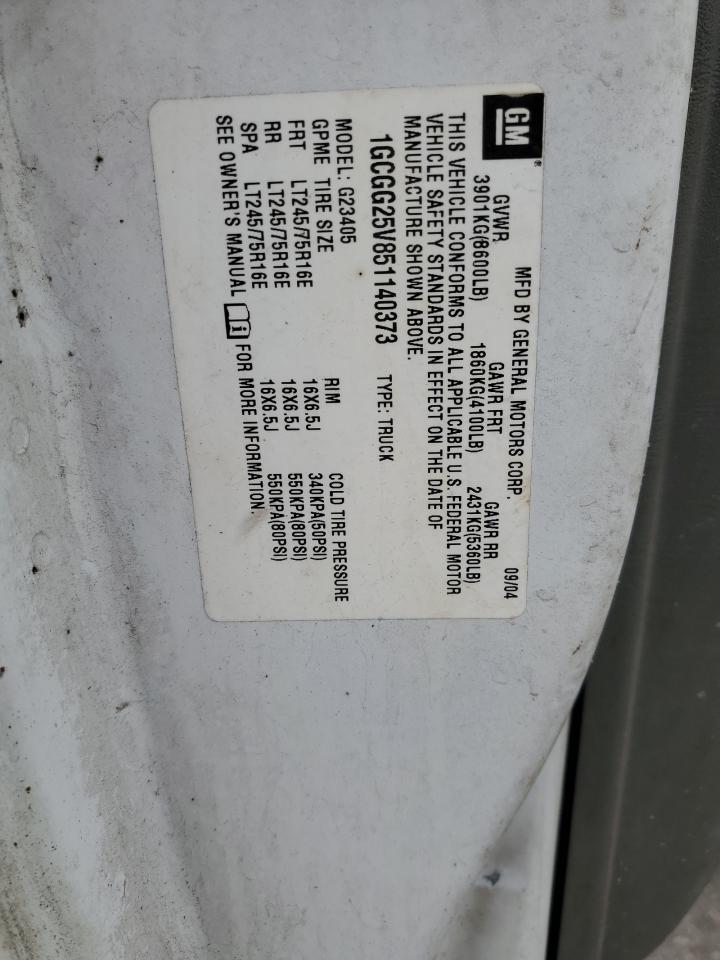 GM
MFD BY GENERAL MOTORS CORP. 09/04
GVWR GAWR FRT GAWR RR
3901KG(8600LB) 1860KG(4100LB) 2431KG(5360LB)
THIS VEHICLE CONFORMS TO ALL APPLICABLE U.S. FEDERAL MOTOR
VEHICLE SAFETY STANDARDS IN EFFECT ON THE DATE OF
MANUFACTURE SHOWN ABOVE.
1GCGG25V851140373 TYPE: TRUCK
MODEL: G23405
GPME TIRE SIZE RIM COLD TIRE PRESSURE
FRT LT245/75R16E 16X6.5J 340KPA(50PSI)
RR LT245/75R16E 16X6.5J 550KPA(80PSI)
SPA LT245/75R16E 16X6.5J 550KPA(80PSI)
SEE OWNER'S MANUAL FOR MORE INFORMATION.